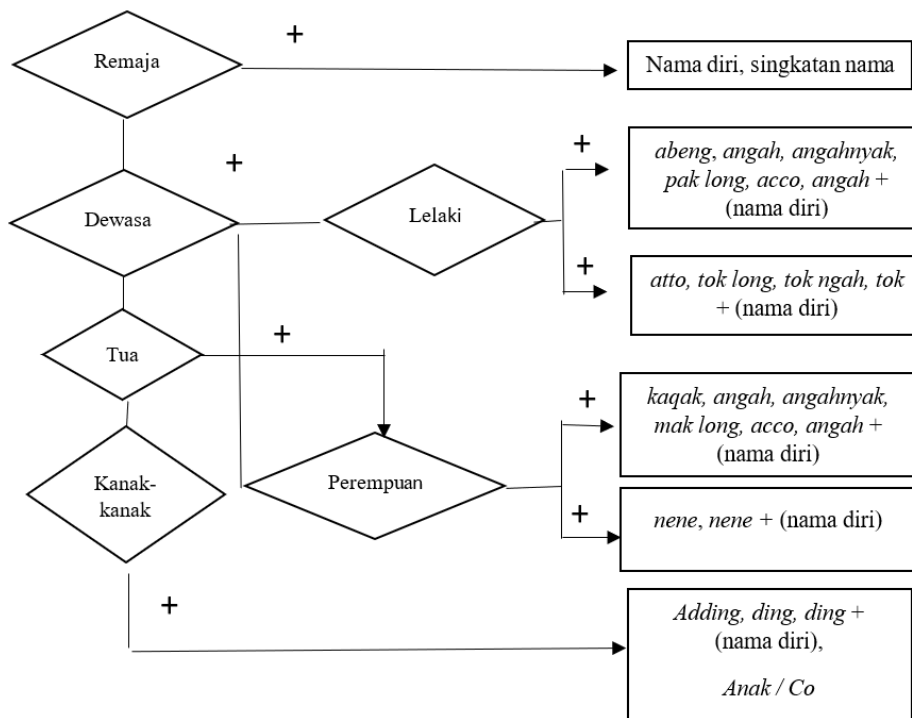 +
Remaja
Nama diri, singkatan nama
+
Dewasa
Lelaki
+
abeng, angah, angahnyak,
pak long, acco, angah +
(nama diri)
+
atto, tok long, tok ngah, tok
+ (nama diri)
Tua
+
+
kaqak, angah, angahnyak,
mak long, acco, angah +
(nama diri)
Kanak-
kanak
Perempuan
+
nene, nene + (nama diri)
+
Adding, ding, ding +
(nama diri),
Anak / Co